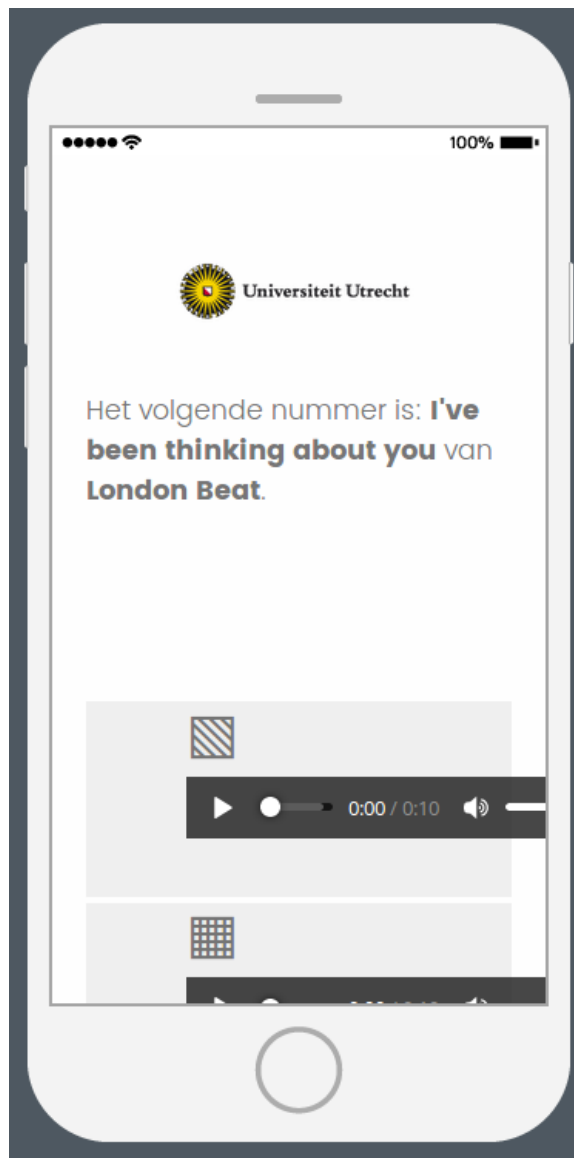 100%
Universiteit Utrecht
Het volgende nummer is: I've
been thinking about you van
London Beat.
0:00 / 0:10